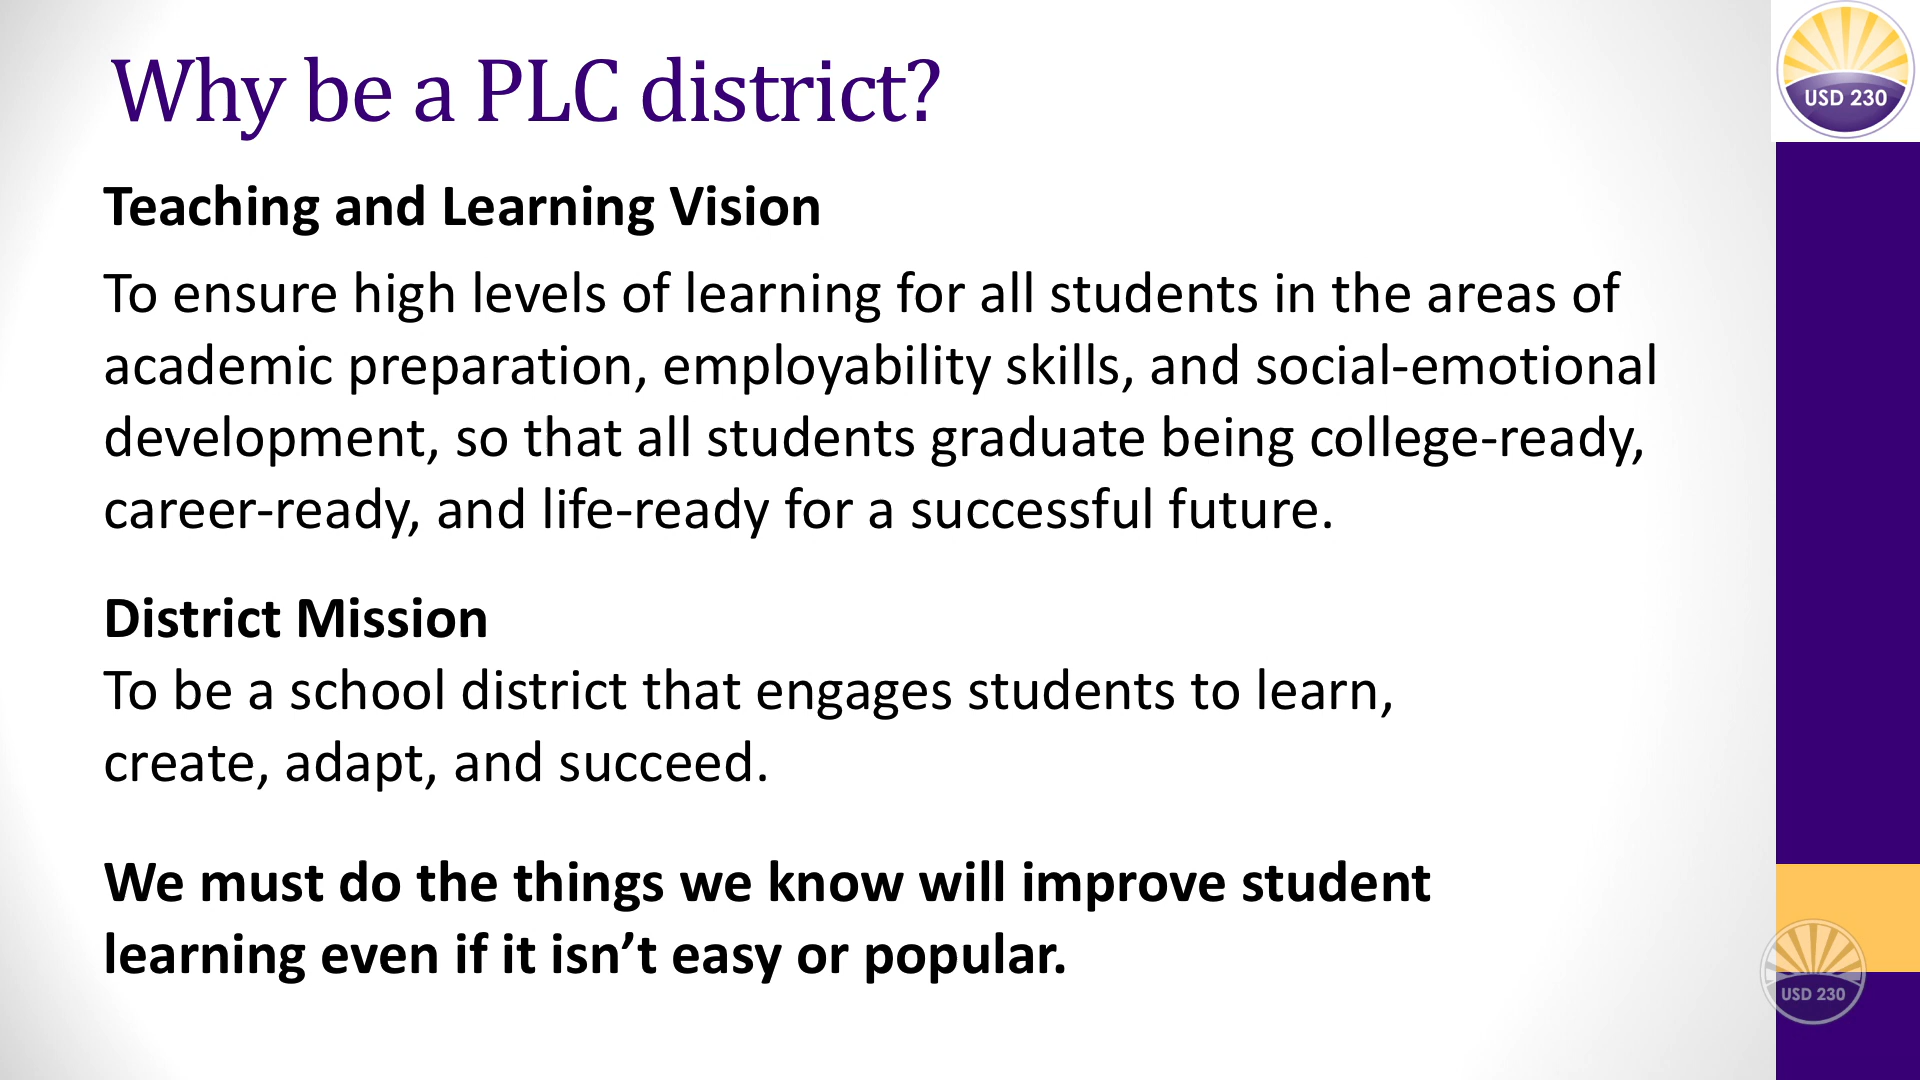 Why be a PLC district?
USD 230
Teaching and Learning Vision
To ensure high levels of learning for all students in the areas of
academic preparation, employability skills, and social-emotional
development, so that all students graduate being college-ready,
career-ready, and life-ready for a successful future.
District Mission
To be a school district that engages students to learn,
create, adapt, and succeed.
We must do the things we know will improve student
learning even if it isn’t easy or popular.
USD 230